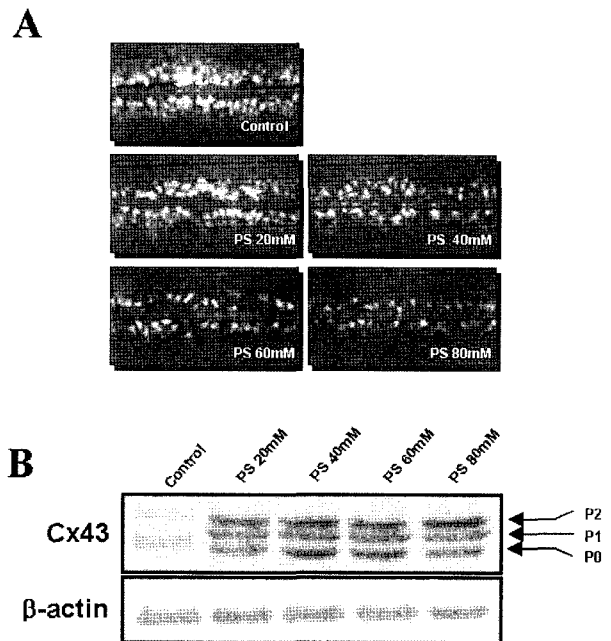 A
Control
PS 20mM
PS 40mM
PS 60mM
PS 80mM
B
Control
PS 20mM
PS 40mM
PS 60mM
PS 80mM
Cx43
P2
P1
P0
β-actin